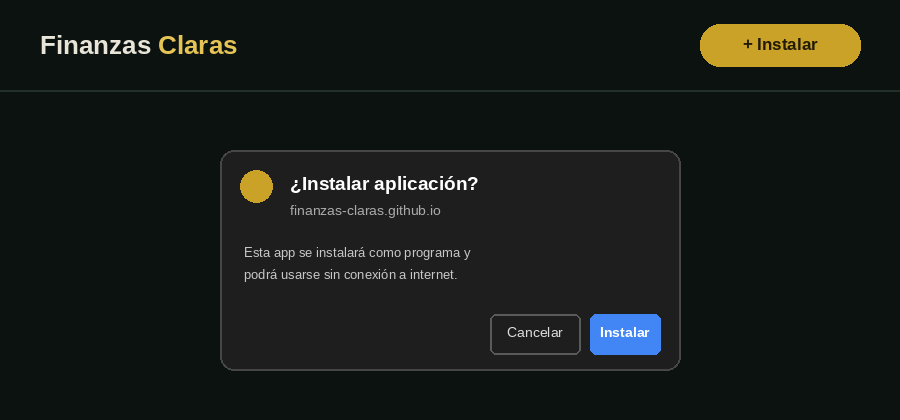 Finanzas Claras
+ Instalar
¿Instalar aplicación?
finanzas-claras.github.io
Esta app se instalará como programa y
podrá usarse sin conexión a internet.
Cancelar
Instalar